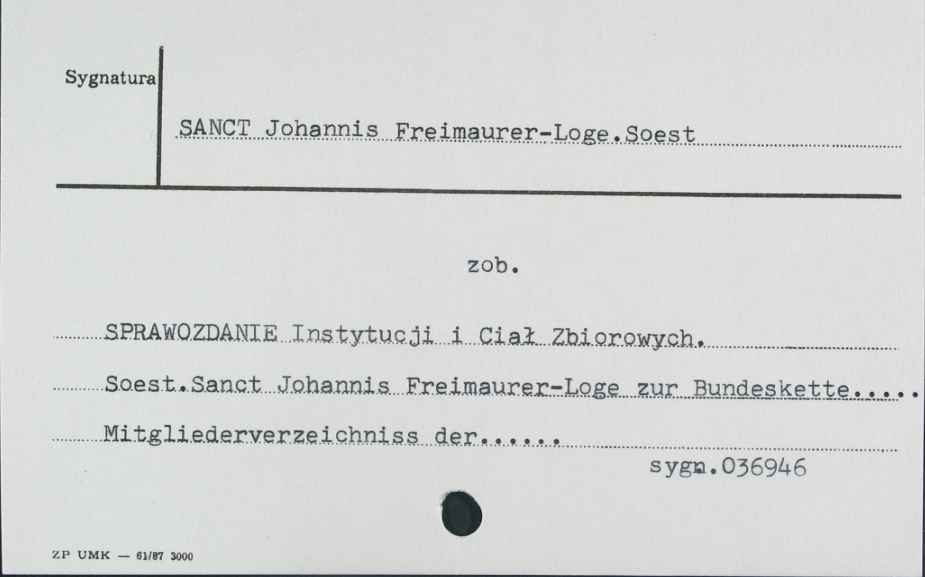 Sygnatura
SANCT Johannis Freimaurer-Loge.Soest
zob.
SPRAWOZDANIE Instytucji i Ciał Zbiorowych.
Soest.Sanct Johannis Freimaurer-Loge zur Bundeskette.....
Mitgliederverzeichniss der......
sygn.036946
ZP UMK — 61/87 3000